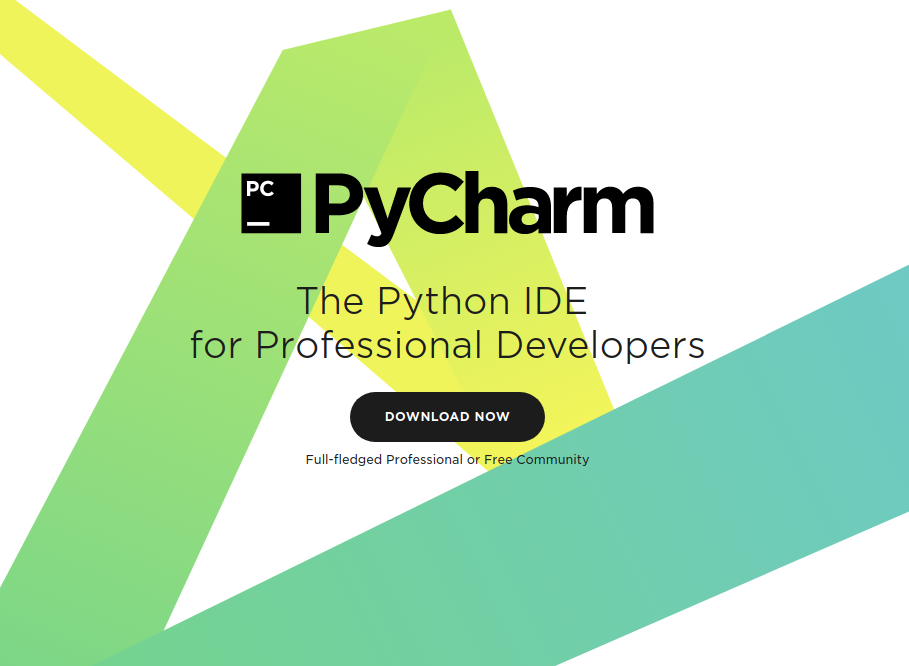 PC
PyCharm
The Python IDE
for Professional Developers
DOWNLOAD NOW
Full-fledged Professional or Free Community